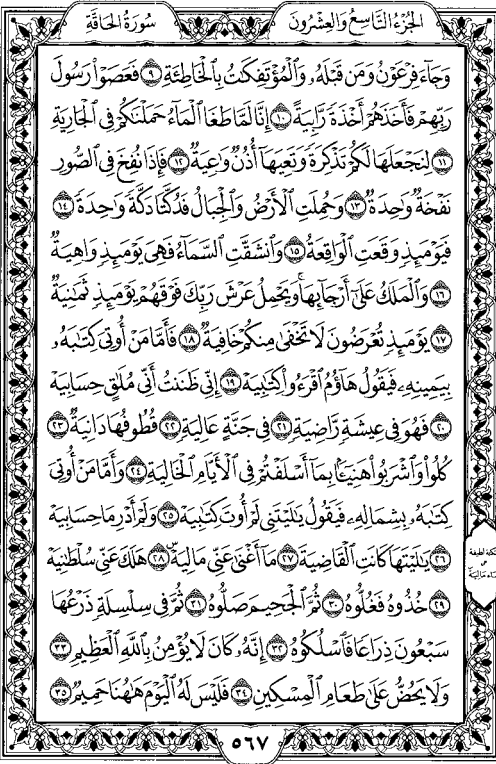 الجُزْءُ التَّاسِعُ وَالعِشْرُونَ
سُورَةُ الحَاقَّةِ
وَجَآءَ فِرْعَوْنُ وَمَن قَبْلَهُۥ وَٱلْمُؤْتَفِكَٰتُ بِٱلْخَاطِئَةِ ٩ فَعَصَوْا۟ رَسُولَ
رَبِّهِمْ فَأَخَذَهُمْ أَخْذَةً رَّابِيَةً ١٠ إِنَّا لَمَّا طَغَا ٱلْمَآءُ حَمَلْنَٰكُمْ فِى ٱلْجَارِيَةِ
١١ لِنَجْعَلَهَا لَكُمْ تَذْكِرَةً وَتَعِيَهَآ أُذُنٌ وَٰعِيَةٌ ١٢ فَإِذَا نُفِخَ فِى ٱلصُّورِ
نَفْخَةٌ وَٰحِدَةٌ ١٣ وَحُمِلَتِ ٱلْأَرْضُ وَٱلْجِبَالُ فَدُكَّتَا دَكَّةً وَٰحِدَةً ١٤
فَيَوْمَئِذٍ وَقَعَتِ ٱلْوَاقِعَةُ ١٥ وَٱنشَقَّتِ ٱلسَّمَآءُ فَهِىَ يَوْمَئِذٍ وَاهِيَةٌ
١٦ وَٱلْمَلَكُ عَلَىٰٓ أَرْجَآئِهَا وَيَحْمِلُ عَرْشَ رَبِّكَ فَوْقَهُمْ يَوْمَئِذٍ ثَمَٰنِيَةٌ
١٧ يَوْمَئِذٍ تُعْرَضُونَ لَا تَخْفَىٰ مِنكُمْ خَافِيَةٌ ١٨ فَأَمَّا مَنْ أُوتِىَ كِتَٰبَهُۥ
بِيَمِينِهِۦ فَيَقُولُ هَآؤُمُ ٱقْرَءُوا۟ كِتَٰبِيَهْ ١٩ إِنِّى ظَنَنتُ أَنِّى مُلَٰقٍ حِسَابِيَهْ
٢٠ فَهُوَ فِى عِيشَةٍ رَّاضِيَةٍ ٢١ فِى جَنَّةٍ عَالِيَةٍ ٢٢ قُطُوفُهَا دَانِيَةٌ ٢٣
كُلُوا۟ وَٱشْرَبُوا۟ هَنِيٓـًٔۢا بِمَآ أَسْلَفْتُمْ فِى ٱلْأَيَّامِ ٱلْخَالِيَةِ ٢٤ وَأَمَّا مَنْ أُوتِىَ
كِتَٰبَهُۥ بِشِمَالِهِۦ فَيَقُولُ يَٰلَيْتَنِى لَمْ أُوتَ كِتَٰبِيَهْ ٢٥ وَلَمْ أَدْرِ مَا حِسَابِيَهْ
٢٦ يَٰلَيْتَهَا كَانَتِ ٱلْقَاضِيَةَ ٢٧ مَآ أَغْنَىٰ عَنِّى مَالِيَهْ ۜ ٢٨ هَلَكَ عَنِّى سُلْطَٰنِيَهْ
٢٩ خُذُوهُ فَغُلُّوهُ ٣٠ ثُمَّ ٱلْجَحِيمَ صَلُّوهُ ٣١ ثُمَّ فِى سِلْسِلَةٍ ذَرْعُهَا
سَبْعُونَ ذِرَاعًا فَٱسْلُكُوهُ ٣٢ إِنَّهُۥ كَانَ لَا يُؤْمِنُ بِٱللَّهِ ٱلْعَظِيمِ ٣٣
وَلَا يَحُضُّ عَلَىٰ طَعَامِ ٱلْمِسْكِينِ ٣٤ فَلَيْسَ لَهُ ٱلْيَوْمَ هَٰهُنَا حَمِيمٌ ٣٥
٥٦٧